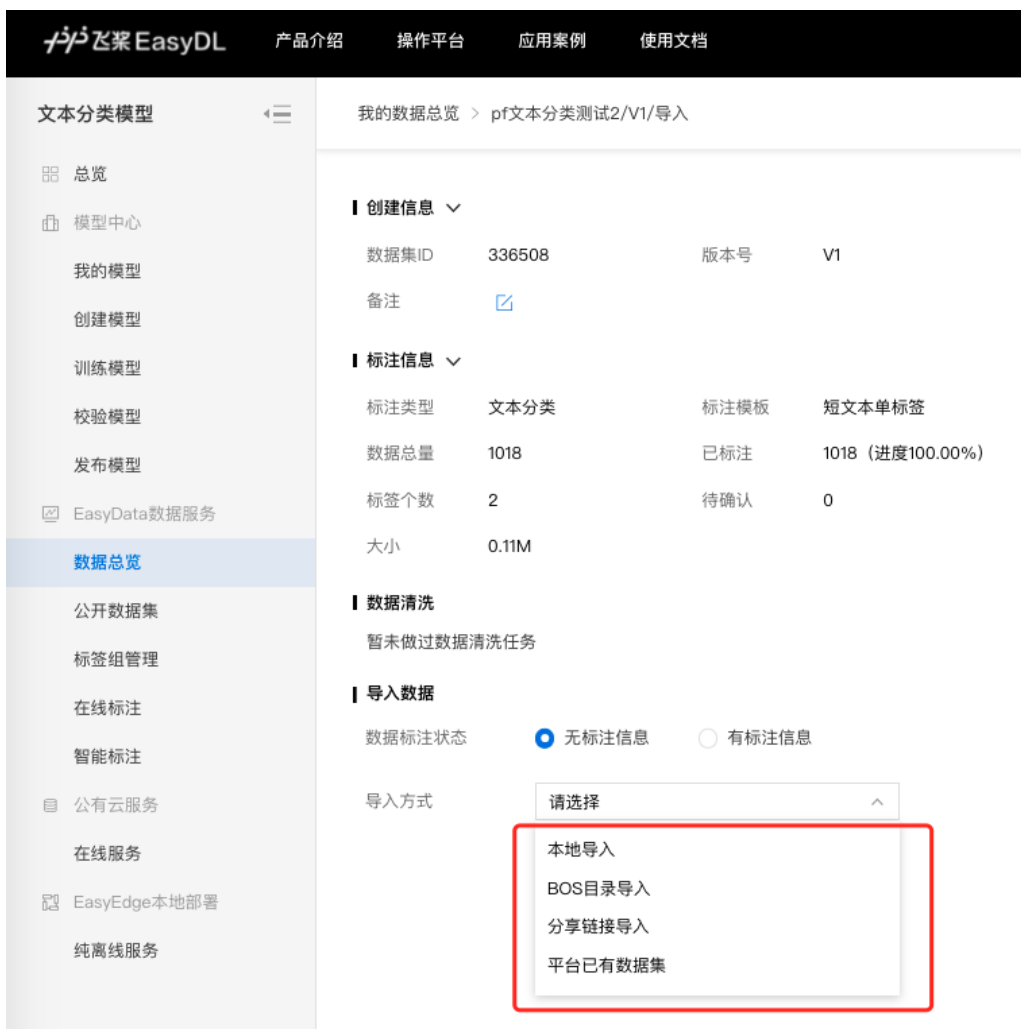 飞桨EasyDL 产品介绍 操作平台 应用案例 使用文档
文本分类模型
我的数据总览 > pf文本分类测试2/V1/导入
总览
模型中心
我的模型
创建模型
训练模型
校验模型
发布模型
EasyData数据服务
数据总览
公开数据集
标签组管理
在线标注
智能标注
公有云服务
在线服务
EasyEdge本地部署
纯离线服务
创建信息
数据集ID 336508 版本号 V1
备注
标注信息
标注类型 文本分类 标注模板 短文本单标签
数据总量 1018 已标注 1018（进度100.00%）
标签个数 2 待确认 0
大小 0.11M
数据清洗
暂未做过数据清洗任务
导入数据
数据标注状态 无标注信息 有标注信息
导入方式 请选择
本地导入
BOS目录导入
分享链接导入
平台已有数据集